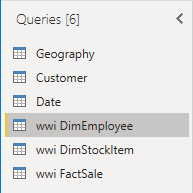 Queries [6]
Geography
Customer
Date
wwi DimEmployee
wwi DimStockItem
wwi FactSale